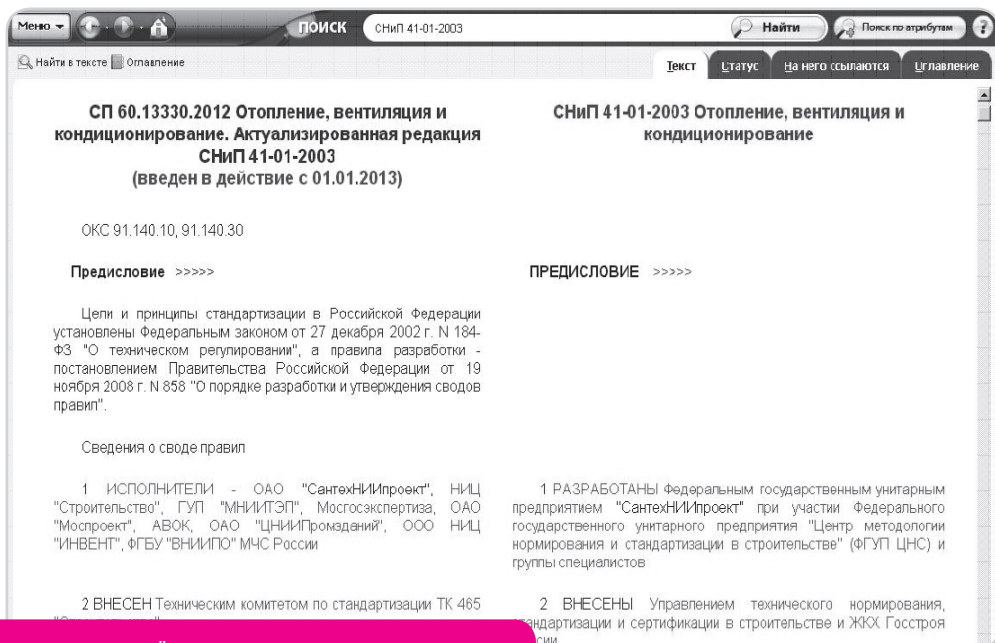 Меню
ПОИСК
СНиП 41-01-2003
Найти
Поиск по атрибутам
?
Найти в тексте Оглавление
Текст Статус На него ссылаются Оглавление
СП 60.13330.2012 Отопление, вентиляция и
кондиционирование. Актуализированная редакция
СНиП 41-01-2003
(введен в действие с 01.01.2013)
ОКС 91.140.10, 91.140.30
Предисловие >>>>>
Цели и принципы стандартизации в Российской Федерации
установлены Федеральным законом от 27 декабря 2002 г. N 184-
ФЗ "О техническом регулировании", а правила разработки -
постановлением Правительства Российской Федерации от 19
ноября 2008 г. N 858 "О порядке разработки и утверждения сводов
правил".
Сведения о своде правил
1 ИСПОЛНИТЕЛИ - ОАО "СантехНИИпроект", НИЦ
"Строительство", ГУП "МНИИТЭП", Мосгосэкспертиза, ОАО
"Моспроект", АВОК, ОАО "ЦНИИПромзданий", ООО НИЦ
"ИНВЕНТ", ФГБУ "ВНИИПО" МЧС России
2 ВНЕСЕН Техническим комитетом по стандартизации ТК 465
СНиП 41-01-2003 Отопление, вентиляция и
кондиционирование
ПРЕДИСЛОВИЕ >>>>>
1 РАЗРАБОТАНЫ Федеральным государственным унитарным
предприятием "СантехНИИпроект" при участии Федерального
государственного унитарного предприятия "Центр методологии
нормирования и стандартизации в строительстве" (ФГУП ЦНС) и
группы специалистов
2 ВНЕСЕНЫ Управлением технического нормирования,
стандартизации и сертификации в строительстве и ЖКХ Госстроя